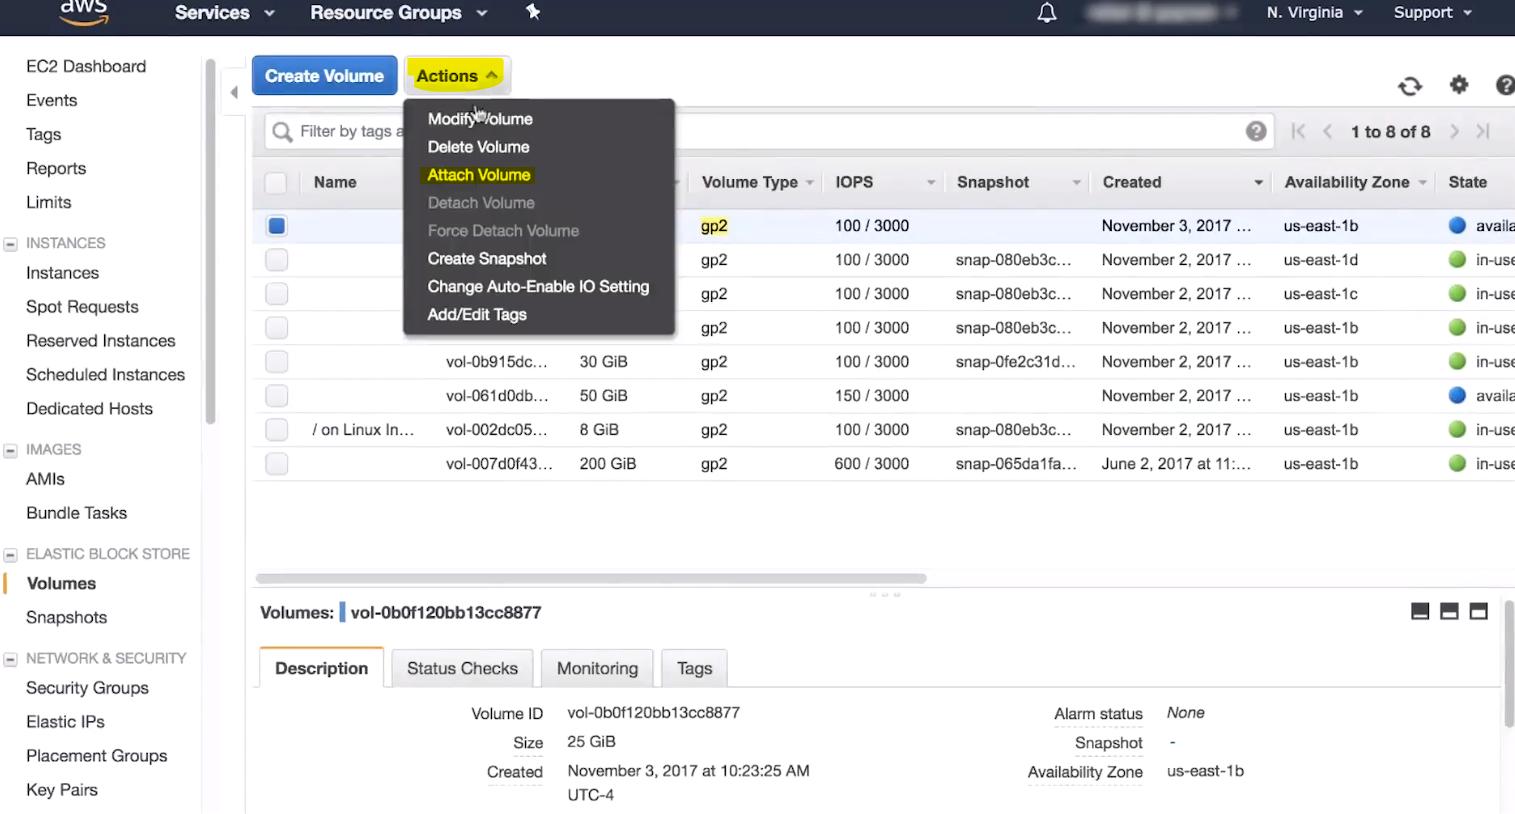 aws Services Resource Groups N. Virginia Support
EC2 Dashboard
Events
Tags
Reports
Limits
INSTANCES
Instances
Spot Requests
Reserved Instances
Scheduled Instances
Dedicated Hosts
IMAGES
AMIs
Bundle Tasks
ELASTIC BLOCK STORE
Volumes
Snapshots
NETWORK & SECURITY
Security Groups
Elastic IPs
Placement Groups
Key Pairs
Create Volume Actions
Modify Volume
Delete Volume
Attach Volume
Detach Volume
Force Detach Volume
Create Snapshot
Change Auto-Enable IO Setting
Add/Edit Tags
Filter by tags a 1 to 8 of 8
Name Volume Type IOPS Snapshot Created Availability Zone State
gp2 100 / 3000 November 3, 2017 ... us-east-1b availa
gp2 100 / 3000 snap-080eb3c... November 2, 2017 ... us-east-1d in-use
gp2 100 / 3000 snap-080eb3c... November 2, 2017 ... us-east-1c in-use
gp2 100 / 3000 snap-080eb3c... November 2, 2017 ... us-east-1b in-use
vol-0b915dc... 30 GiB gp2 100 / 3000 snap-0fe2c31d... November 2, 2017 ... us-east-1b in-use
vol-061d0db... 50 GiB gp2 150 / 3000 November 2, 2017 ... us-east-1b availa
/ on Linux In... vol-002dc05... 8 GiB gp2 100 / 3000 snap-080eb3c... November 2, 2017 ... us-east-1b in-use
vol-007d0f43... 200 GiB gp2 600 / 3000 snap-065da1fa... June 2, 2017 at 11:... us-east-1b in-use
Volumes: vol-0b0f120bb13cc8877
Description Status Checks Monitoring Tags
Volume ID vol-0b0f120bb13cc8877 Alarm status None
Size 25 GiB Snapshot -
Created November 3, 2017 at 10:23:25 AM Availability Zone us-east-1b
UTC-4